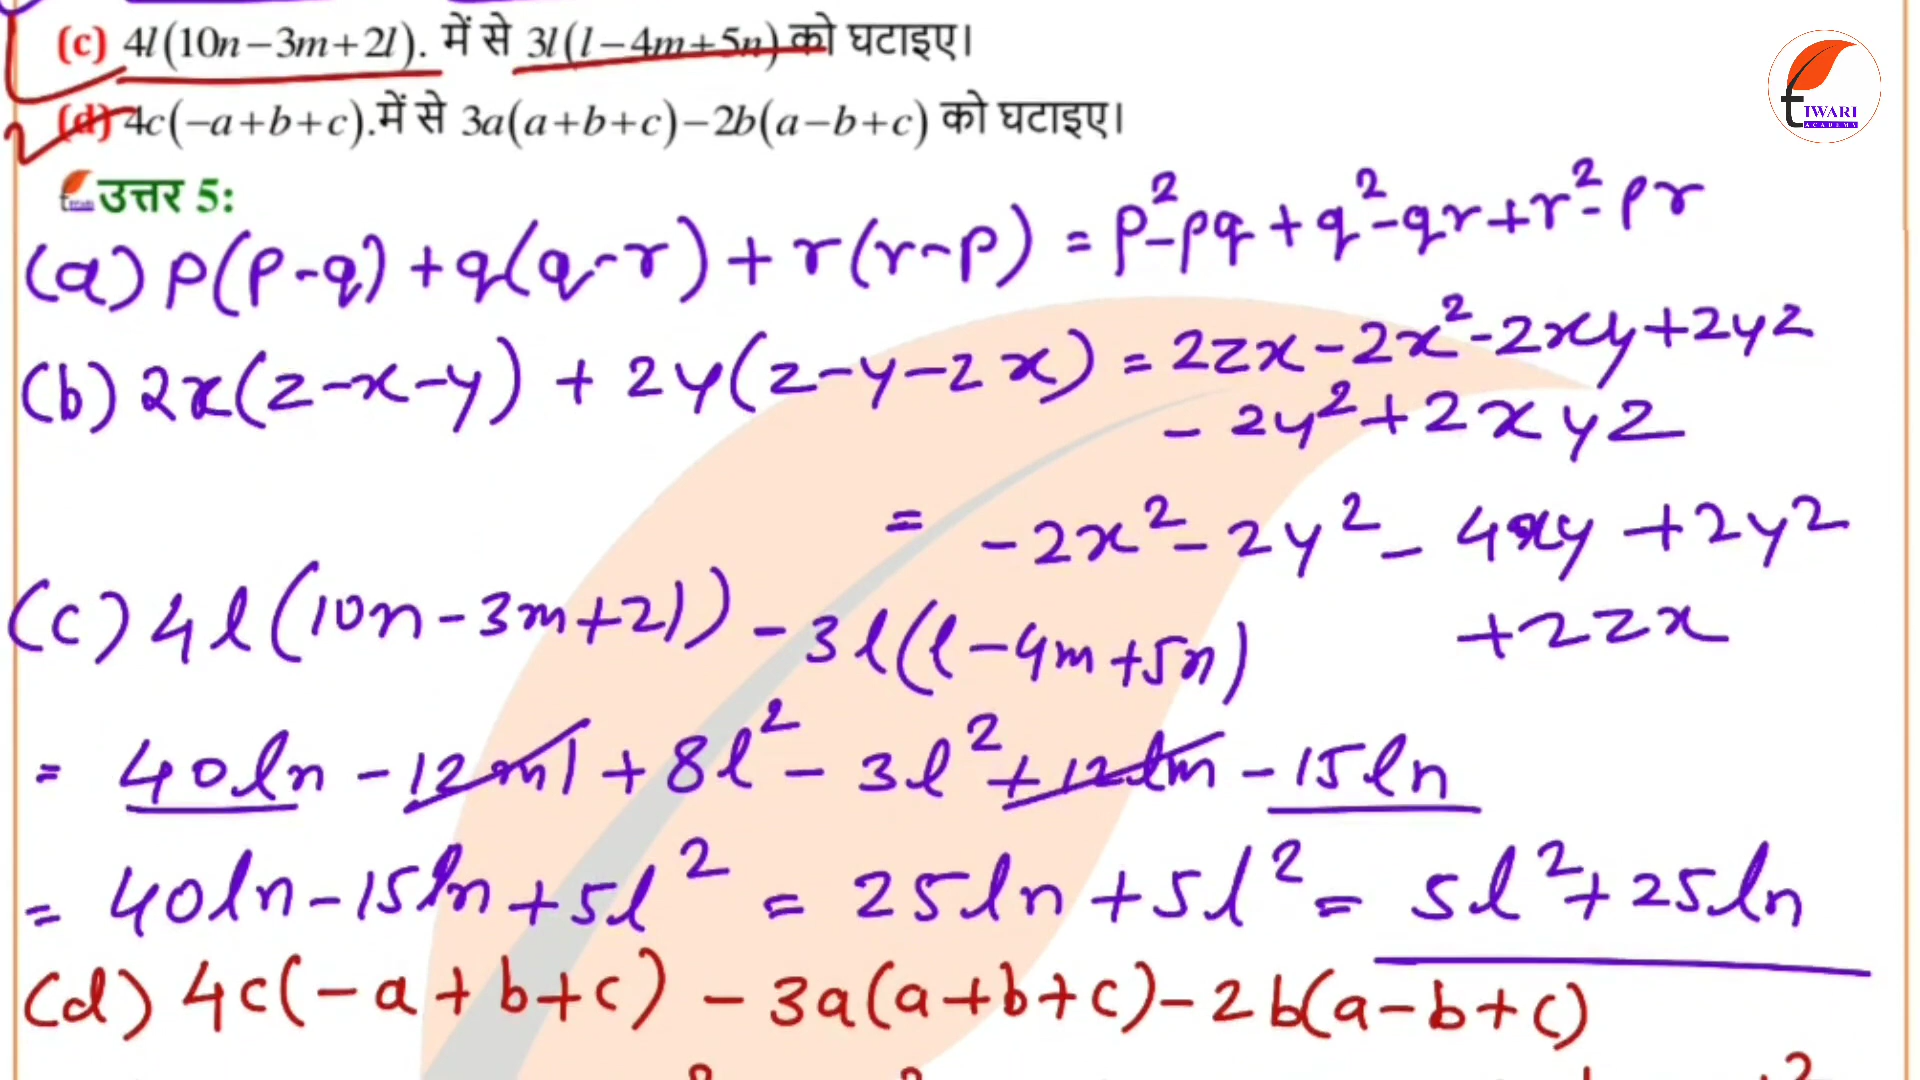 (c) 4l(10n−3m+2l). में से 3l(l−4m+5n) को घटाइए।
(d) 4c(−a+b+c).में से 3a(a+b+c)−2b(a−b+c) को घटाइए।
TIWARI
ACADEMY
उत्तर 5:
(a) p(p-q) + q(q-r) + r(r-p) = p²-pq + q²-qr + r²-pr
(b) 2x(z-x-y) + 2y(z-y-2x) = 2zx - 2x² - 2xy + 2yz
- 2y² + 2xyz
= -2x² - 2y² - 4xy + 2y2
+2zx
(c) 4l(10n-3m+2l) - 3l(l-4m+5n)
= 40ln - 12ml + 8l² - 3l² + 12lm - 15ln
= 40ln - 15ln + 5l² = 25ln + 5l² = 5l² + 25ln
(d) 4c(-a+b+c) - 3a(a+b+c) - 2b(a-b+c)